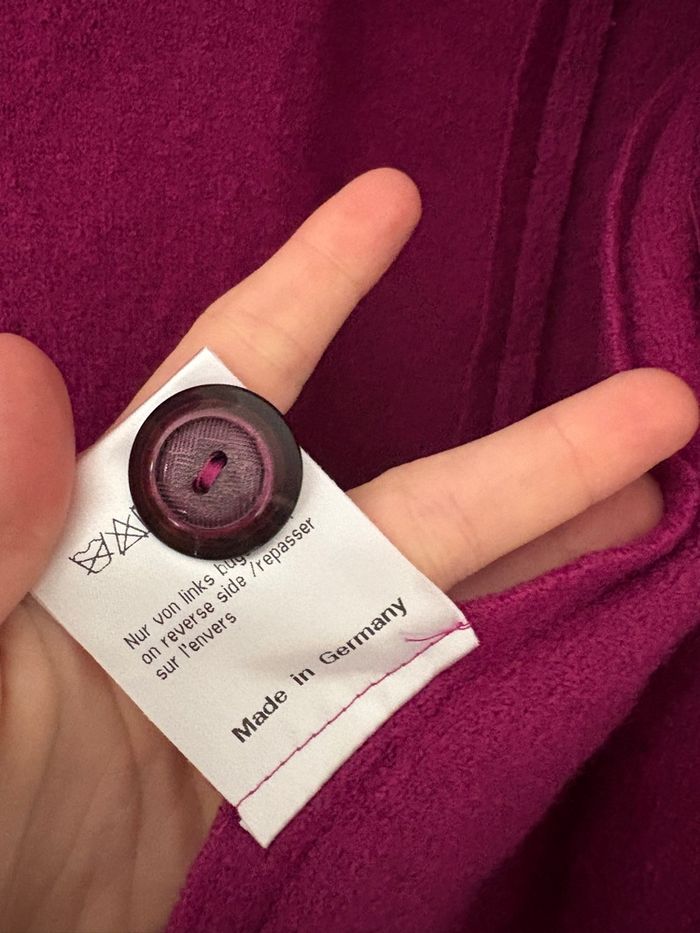 Nur von links
on reverse side /repasser
sur l'envers
Made in Germany